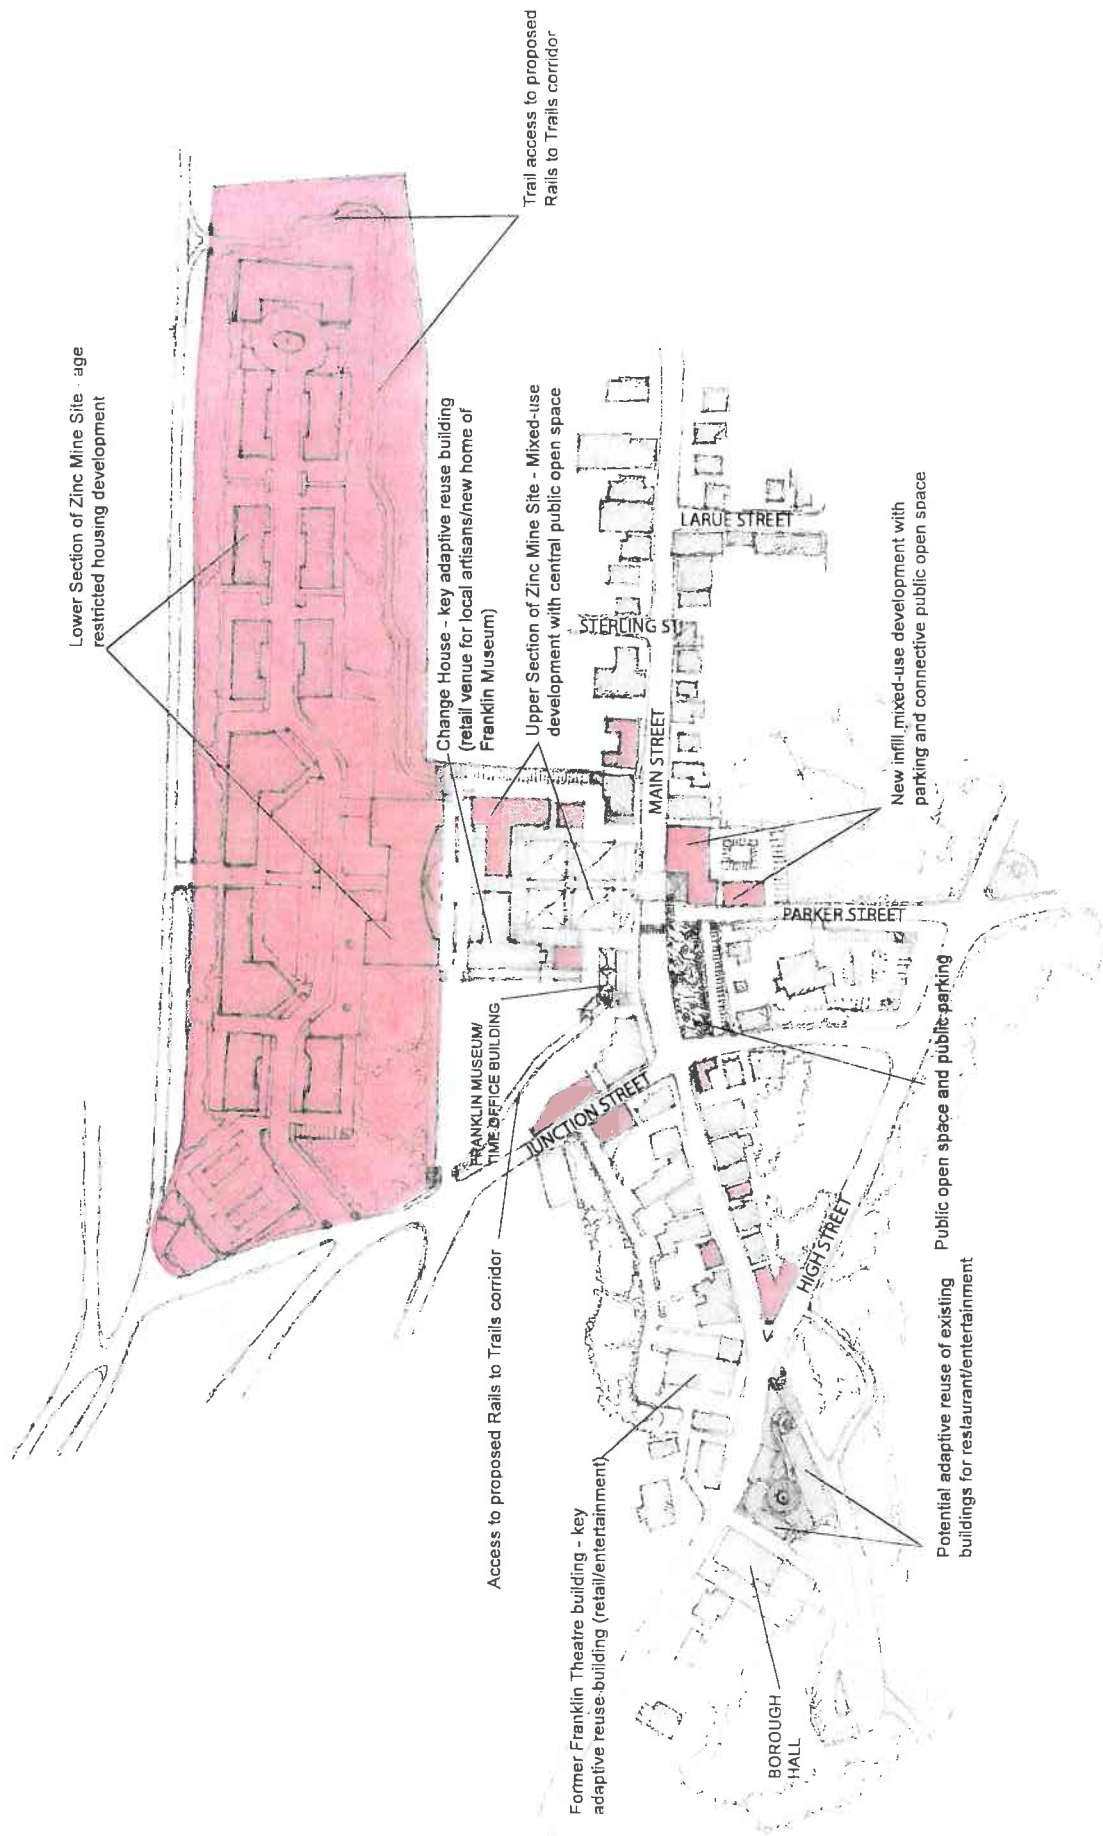 Lower Section of Zinc Mine Site - age
restricted housing development
Trail access to proposed
Rails to Trails corridor
Change House - key adaptive reuse building
(retail venue for local artisans/new home of
Franklin Museum)
Upper Section of Zinc Mine Site - Mixed-use
development with central public open space
LARUE STREET
STERLING ST
MAIN STREET
New infill mixed-use development with
parking and connective public open space
PARKER STREET
FRANKLIN MUSEUM/
TIME OFFICE BUILDING
JUNCTION STREET
Access to proposed Rails to Trails corridor
Public open space and public parking
HIGH STREET
Former Franklin Theatre building - key
adaptive reuse building (retail/entertainment)
Potential adaptive reuse of existing
buildings for restaurant/entertainment
BOROUGH
HALL